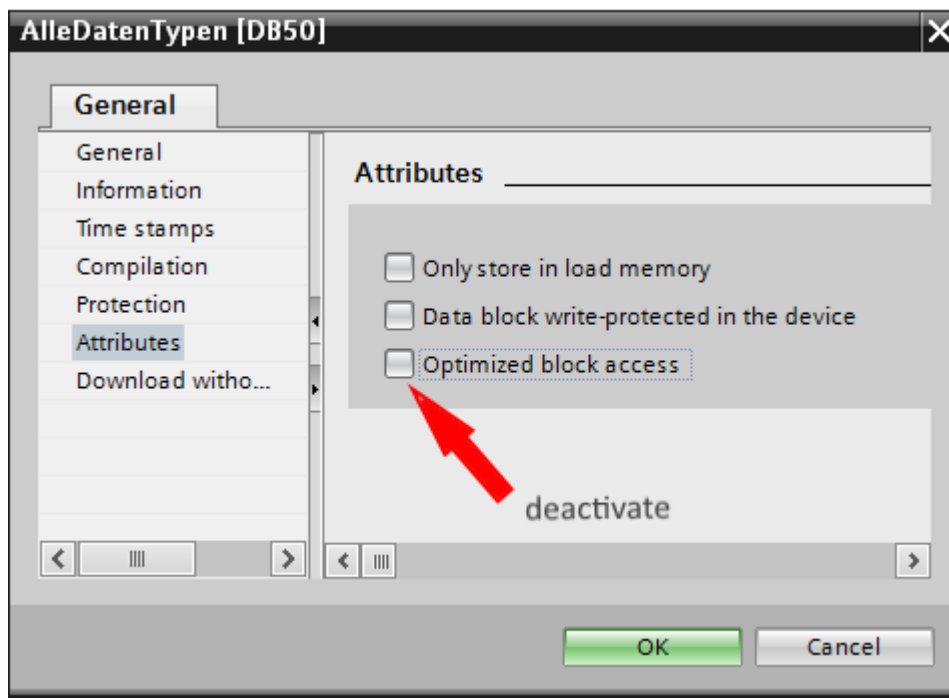 AlleDatenTypen [DB50]
General
General
Information
Time stamps
Compilation
Protection
Attributes
Download witho...
Attributes
Only store in load memory
Data block write-protected in the device
Optimized block access
deactivate
OK
Cancel